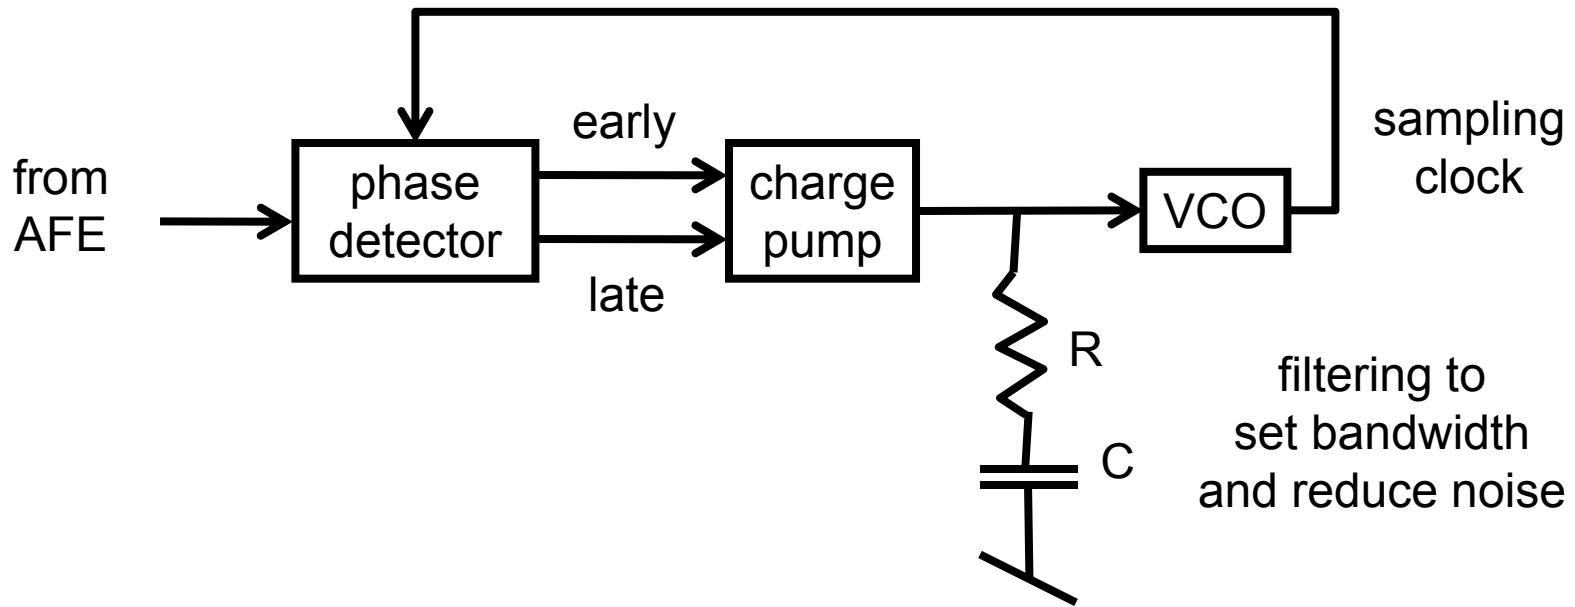 from
AFE
phase
detector
early
late
charge
pump
VCO
sampling
clock
R
C
filtering to
set bandwidth
and reduce noise